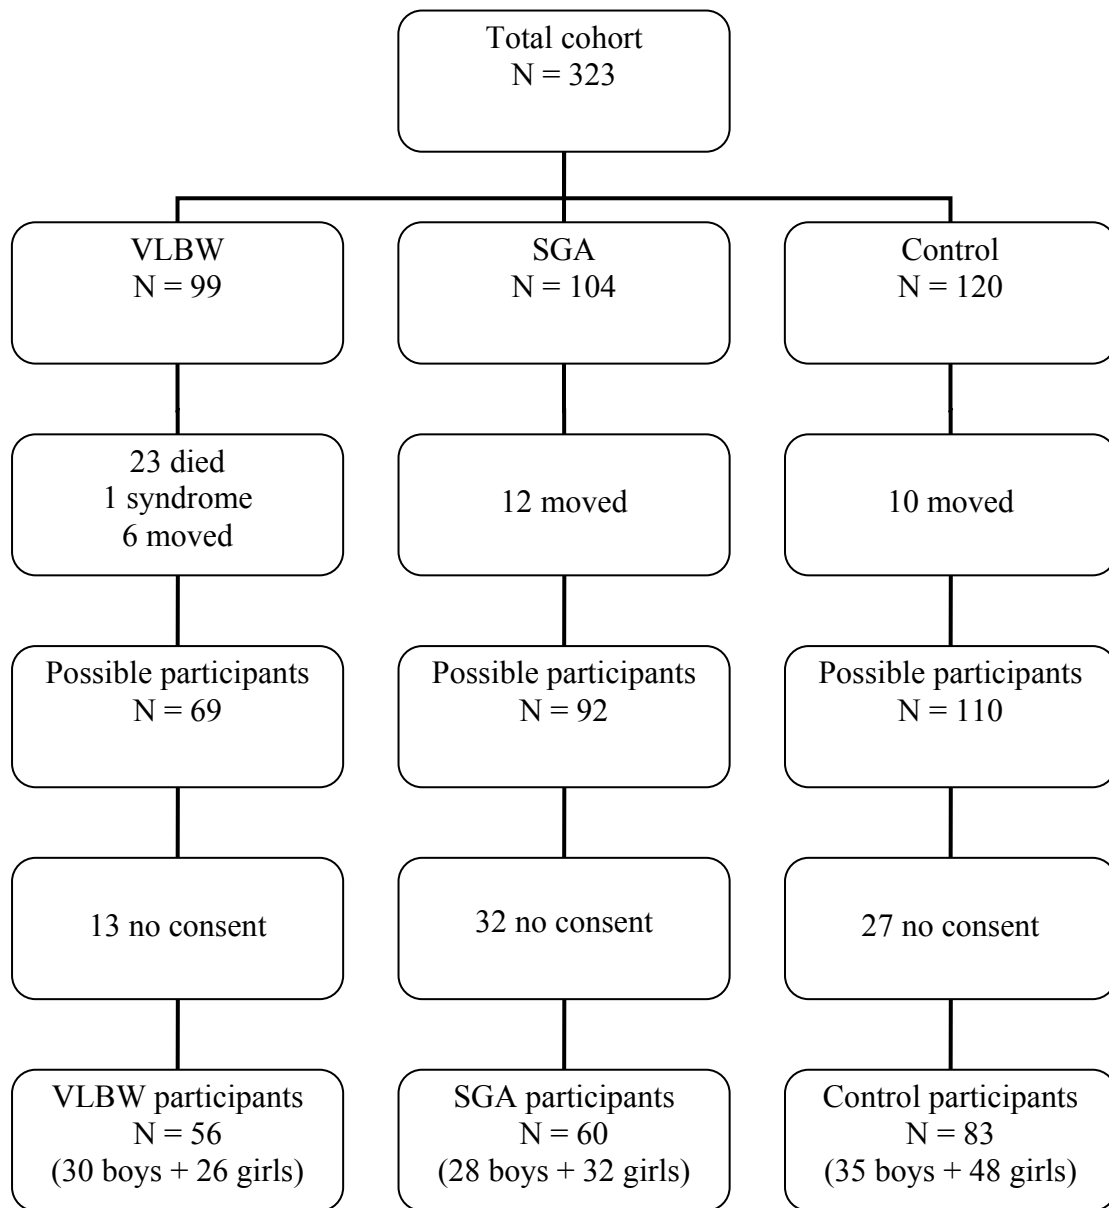 Total cohort
N = 323
VLBW
N = 99
SGA
N = 104
Control
N = 120
23 died
1 syndrome
6 moved
12 moved
10 moved
Possible participants
N = 69
Possible participants
N = 92
Possible participants
N = 110
13 no consent
32 no consent
27 no consent
VLBW participants
N = 56
(30 boys + 26 girls)
SGA participants
N = 60
(28 boys + 32 girls)
Control participants
N = 83
(35 boys + 48 girls)